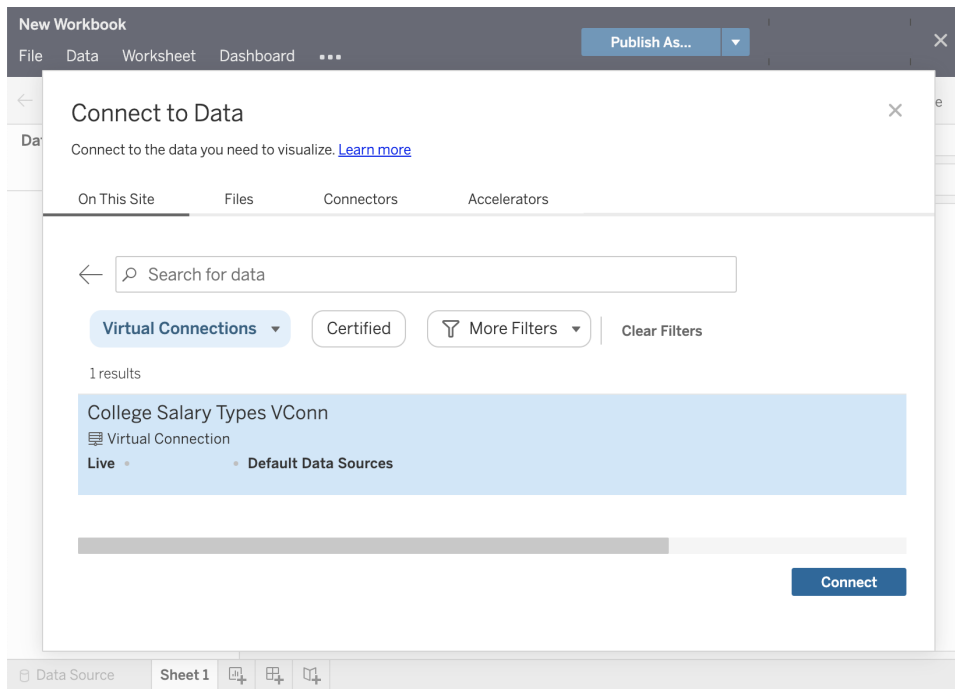 New Workbook
File Data Worksheet Dashboard
Publish As...
e
Da
Connect to Data
Connect to the data you need to visualize. Learn more
On This Site Files Connectors Accelerators
Search for data
Virtual Connections Certified More Filters Clear Filters
1 results
College Salary Types VConn
Virtual Connection
Live • • Default Data Sources
Connect
Data Source Sheet 1